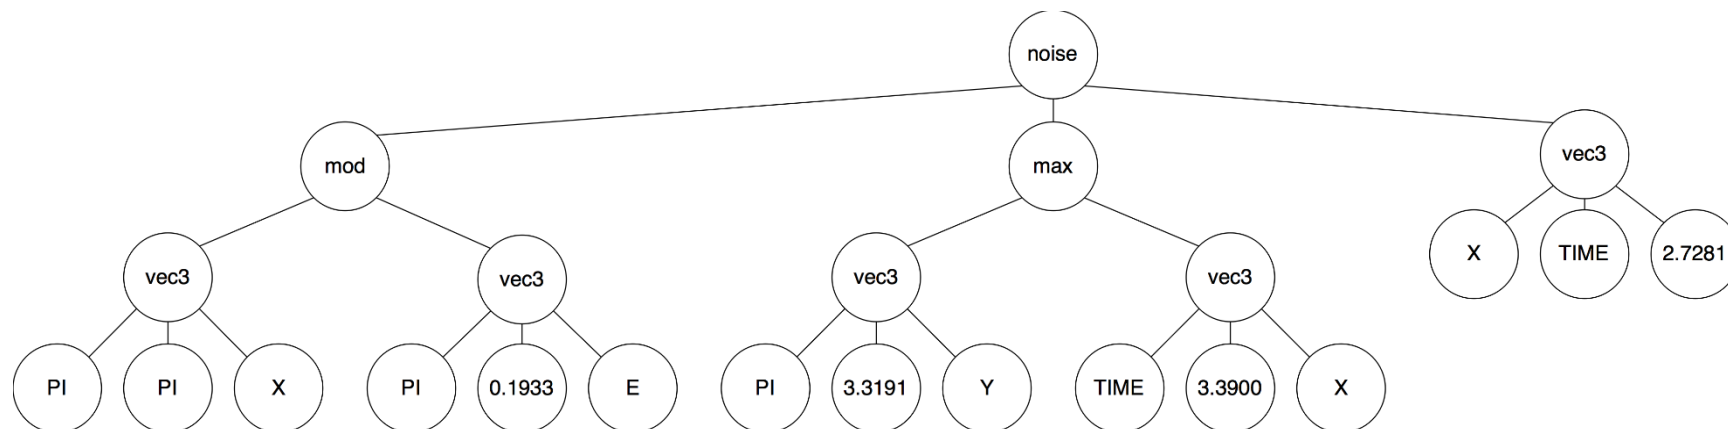 noise
mod
max
vec3
vec3
vec3
vec3
vec3
X
TIME
2.7281
PI
PI
X
PI
0.1933
E
PI
3.3191
Y
TIME
3.3900
X